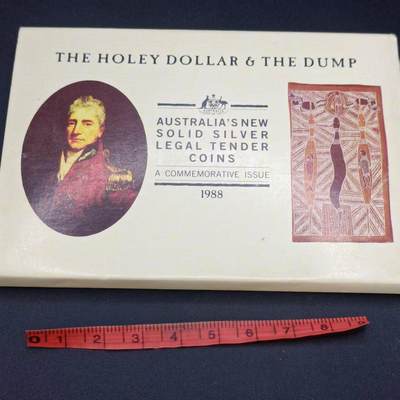 THE HOLEY DOLLAR & THE DUMP
AUSTRALIA'S NEW
SOLID SILVER
LEGAL TENDER
COINS
A COMMEMORATIVE ISSUE
1988
0 1 2 3 4 5 6 7 8